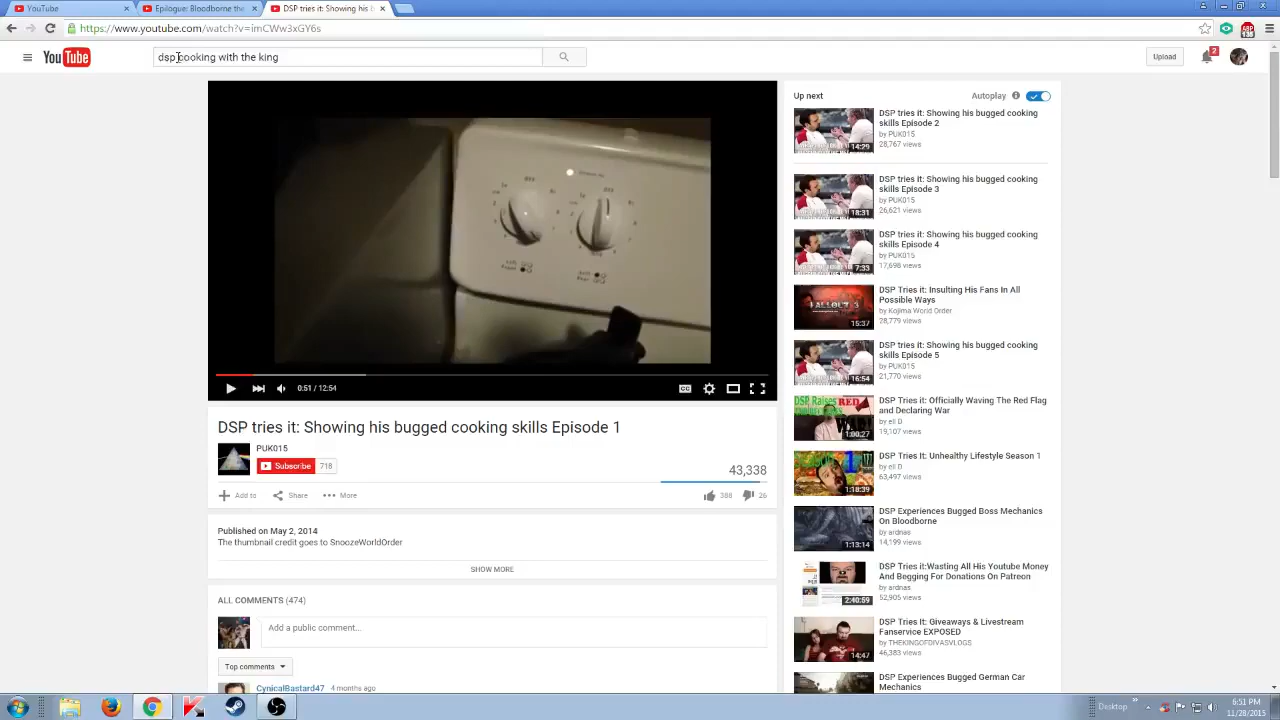 YouTube
Epilogue: Bloodborne the
DSP tries it: Showing his b
https://www.youtube.com/watch?v=mCWw3XGyY6s
YouTube
dsp cooking with the king
Upload
2
Up next
Autoplay
DSP tries it: Showing his bugged cooking
skills Episode 2
by PUK015
28,767 views
14:29
DSP tries it: Showing his bugged cooking
skills Episode 3
by PUK015
26,621 views
18:31
DSP tries it: Showing his bugged cooking
skills Episode 4
by PUK015
17,698 views
7:33
DSP Tries it: Insulting His Fans In All
Possible Ways
by Kojima World Order
28,779 views
15:37
DSP tries it: Showing his bugged cooking
skills Episode 5
by PUK015
21,770 views
16:54
DSP Tries it: Officially Waving The Red Flag
and Declaring War
by eli D
19,107 views
1:00:27
DSP Tries It: Unhealthy Lifestyle Season 1
by eli D
63,497 views
1:18:39
DSP Experiences Bugged Boss Mechanics
On Bloodborne
by ardnas
14,199 views
1:13:14
DSP Tries it:Wasting All His Youtube Money
And Begging For Donations On Patreon
by ardnas
52,905 views
2:40:59
DSP Tries It: Giveaways & Livestream
Fanservice EXPOSED
by THEKINGOFDIVASVLOGS
46,383 views
14:47
DSP Experiences Bugged German Car
Mechanics
0:51 / 12:54
CC
DSP tries it: Showing his bugged cooking skills Episode 1
PUK015
Subscribe
718
43,338
Add to
Share
More
388
26
Published on May 2, 2014
The thumbnail credit goes to SnoozeWorldOrder
SHOW MORE
ALL COMMENTS (474)
Add a public comment...
Top comments
CynicalBastard47 4 months ago
Desktop
6:51 PM
11/28/2015